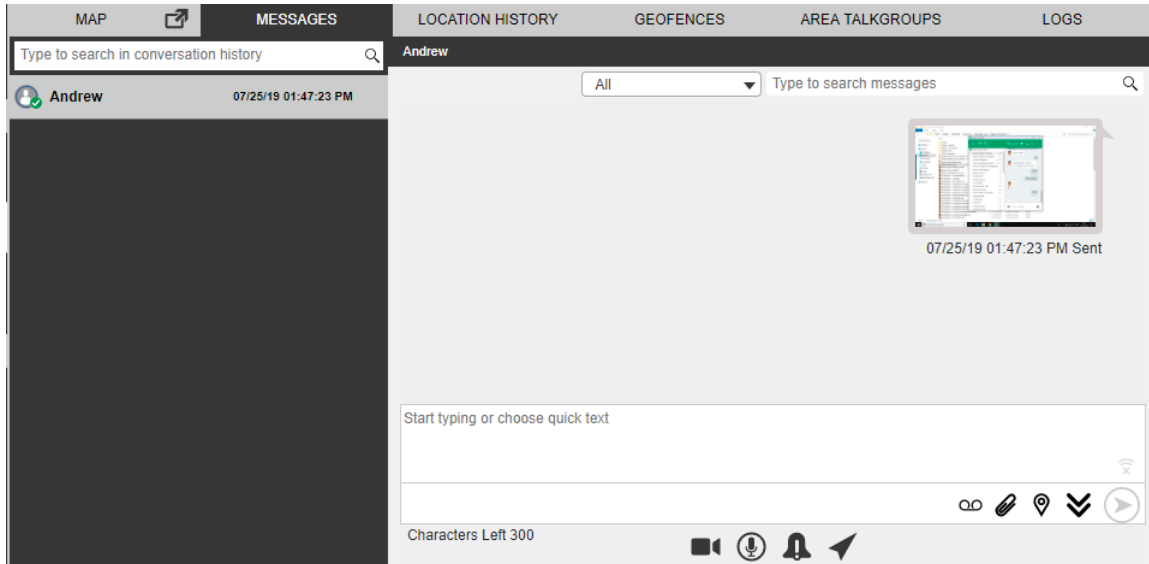 MAP MESSAGES LOCATION HISTORY GEOFENCES AREA TALKGROUPS LOGS
Type to search in conversation history
Andrew 07/25/19 01:47:23 PM
Andrew
All Type to search messages
07/25/19 01:47:23 PM Sent
Start typing or choose quick text
Characters Left 300